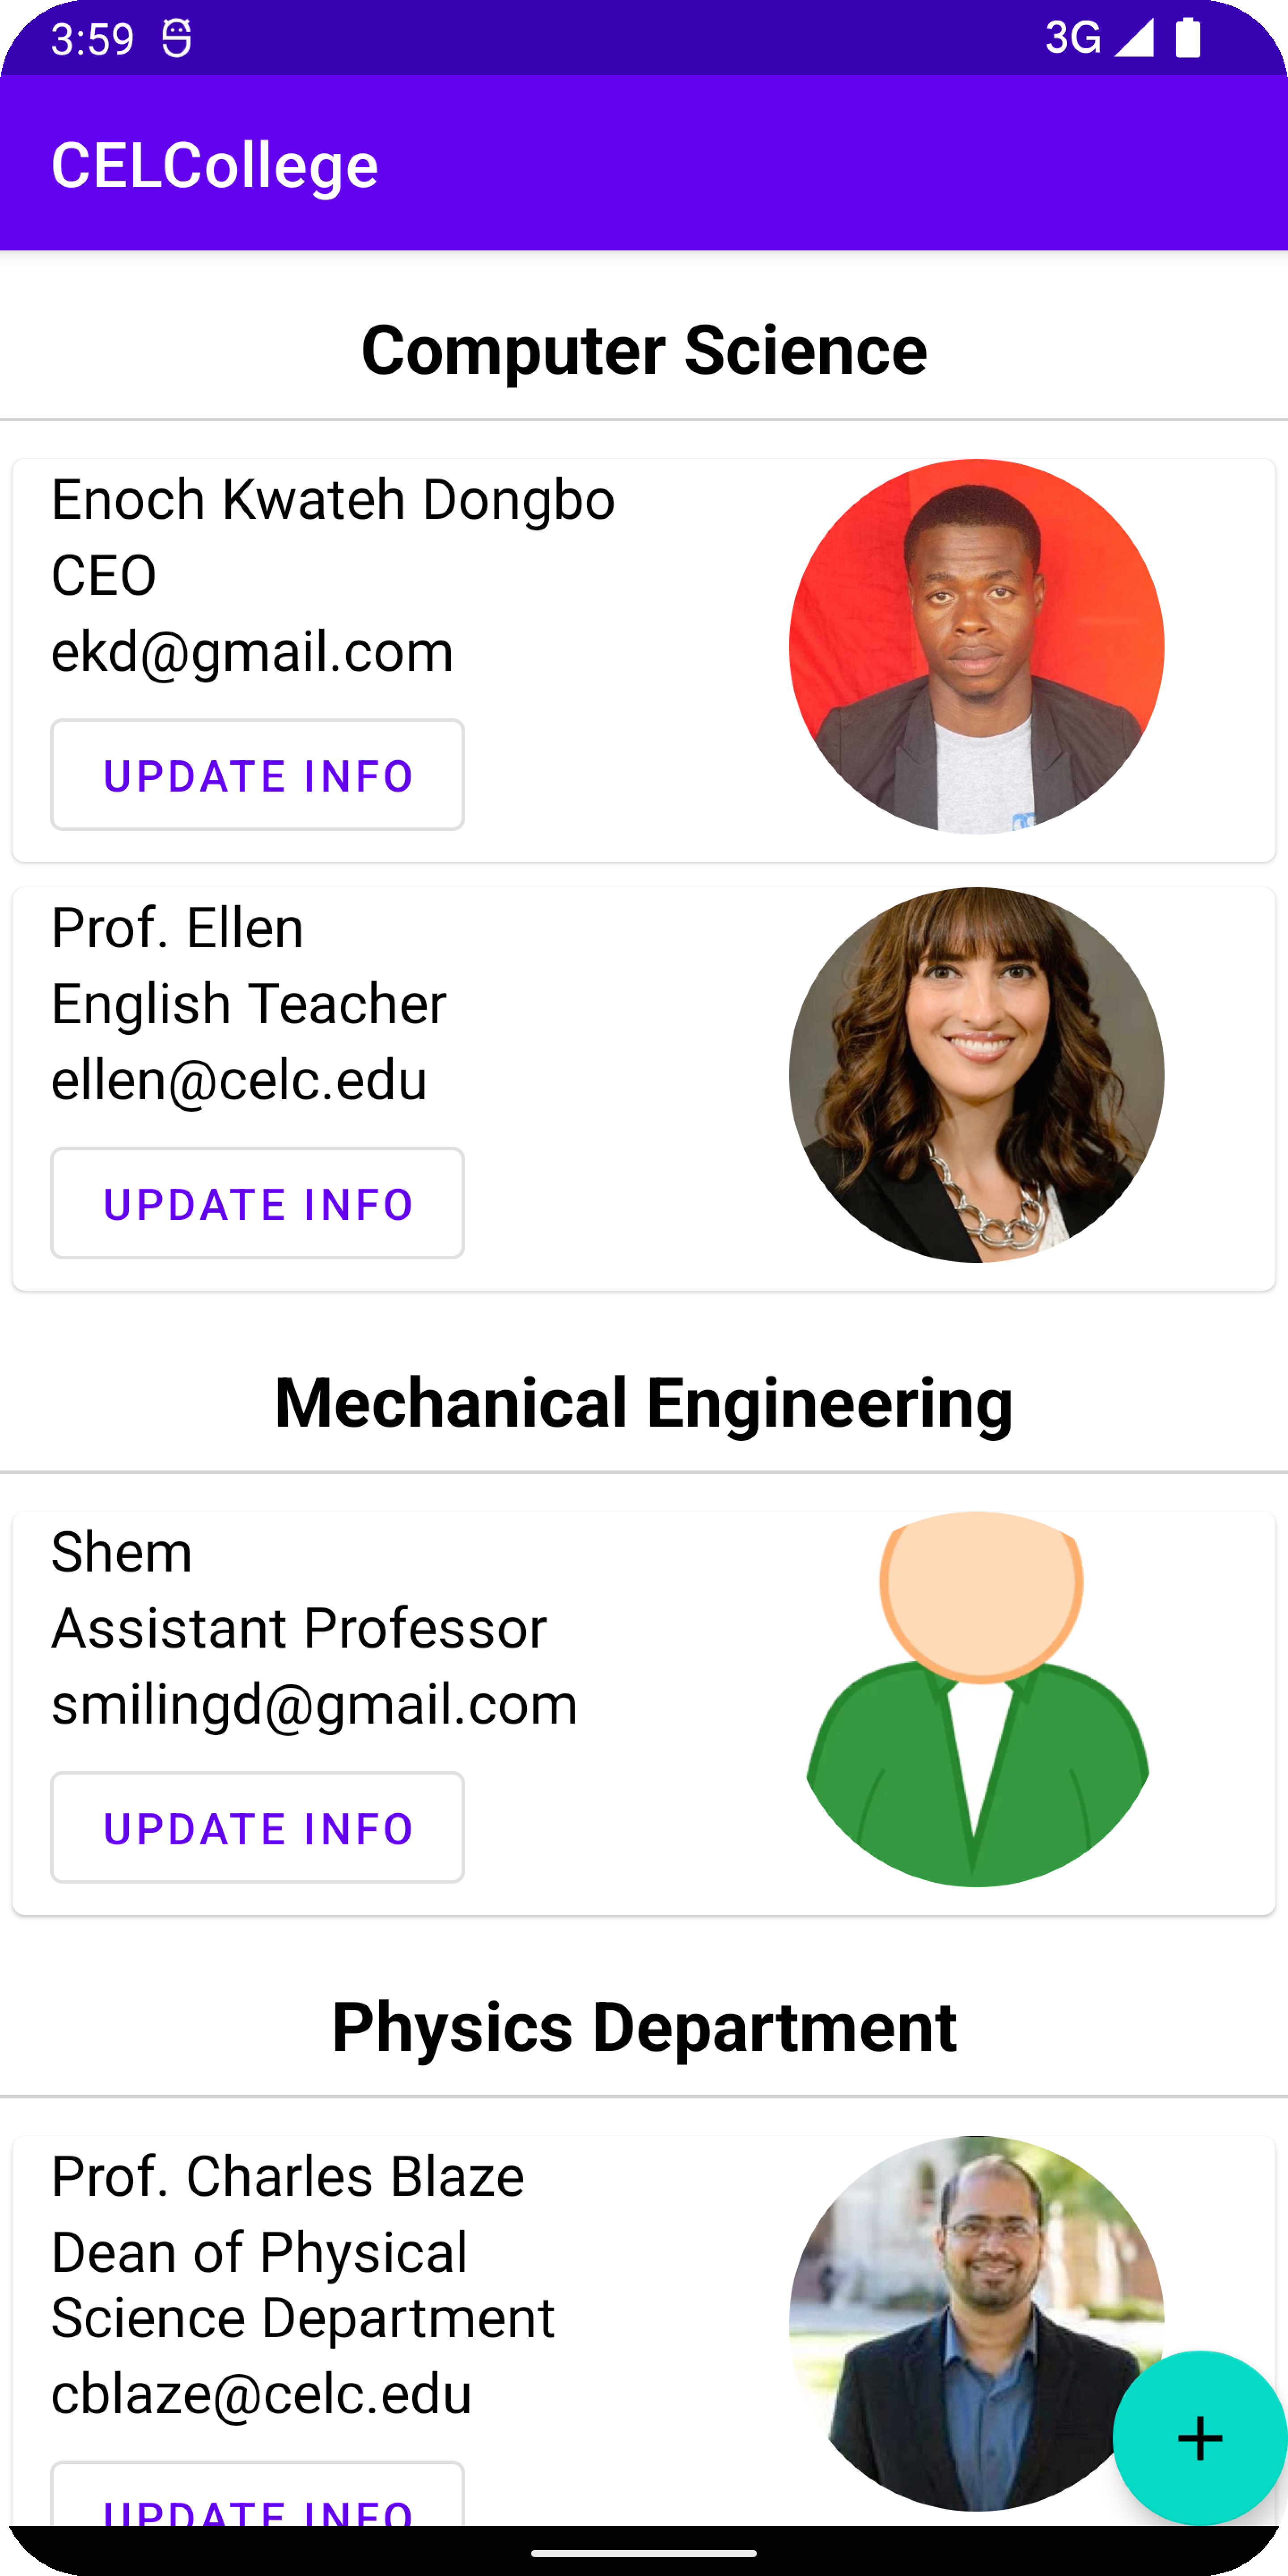 3:59
3G
CELCollege
Computer Science
Enoch Kwateh Dongbo
CEO
ekd@gmail.com
UPDATE INFO
Prof. Ellen
English Teacher
ellen@celc.edu
UPDATE INFO
Mechanical Engineering
Shem
Assistant Professor
smilingd@gmail.com
UPDATE INFO
Physics Department
Prof. Charles Blaze
Dean of Physical
Science Department
cblaze@celc.edu
UPDATE INFO
+